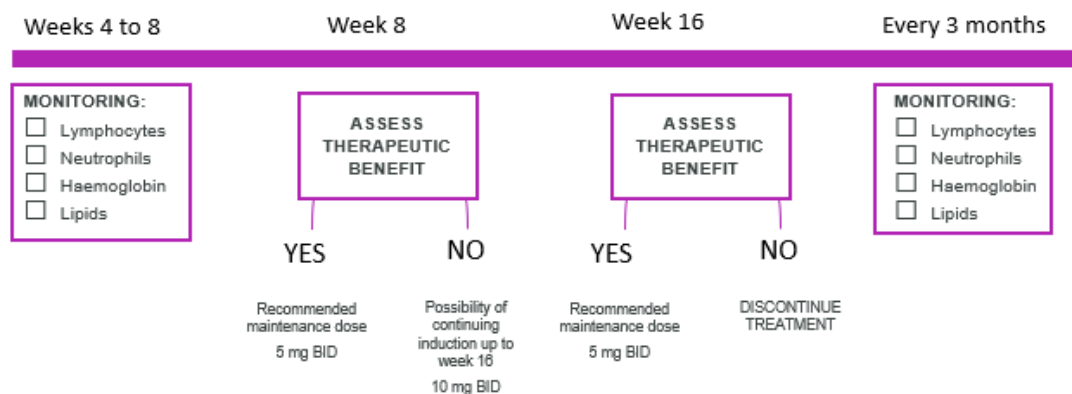 Weeks 4 to 8
Week 8
Week 16
Every 3 months
MONITORING:
Lymphocytes
Neutrophils
Haemoglobin
Lipids
ASSESS
THERAPEUTIC
BENEFIT
YES
NO
Recommended
maintenance dose
5 mg BID
Possibility of
continuing
induction up to
week 16
10 mg BID
ASSESS
THERAPEUTIC
BENEFIT
YES
NO
Recommended
maintenance dose
5 mg BID
DISCONTINUE
TREATMENT
MONITORING:
Lymphocytes
Neutrophils
Haemoglobin
Lipids